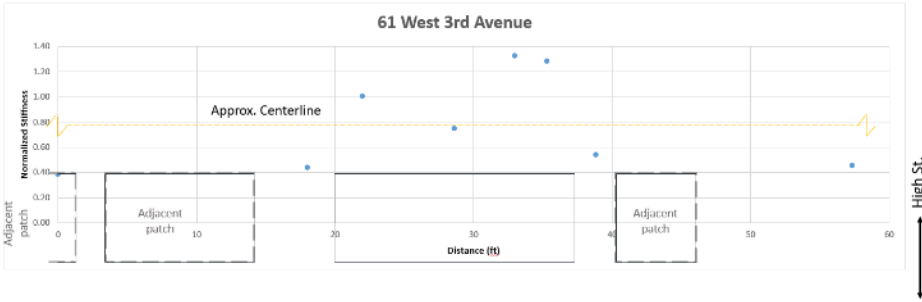 61 West 3rd Avenue
1.40
1.20
1.00
0.80
0.60
0.40
0.20
0.00
Normalized Stiffness
Approx. Centerline
Adjacent
patch
Adjacent
patch
Adjacent
patch
0
10
20
30
40
50
60
Distance (ft)
High St.